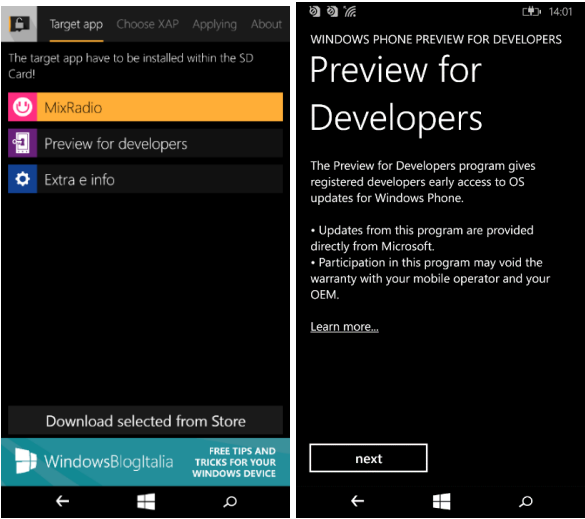 Target app Choose XAP Applying About
The target app have to be installed within the SD
Card!
MixRadio
Preview for developers
Extra e info
Download selected from Store
WindowsBlogItalia
FREE TIPS AND
TRICKS FOR YOUR
WINDOWS DEVICE
14:01
WINDOWS PHONE PREVIEW FOR DEVELOPERS
Preview for
Developers
The Preview for Developers program gives
registered developers early access to OS
updates for Windows Phone.
• Updates from this program are provided
directly from Microsoft.
• Participation in this program may void the
warranty with your mobile operator and your
OEM.
Learn more...
next